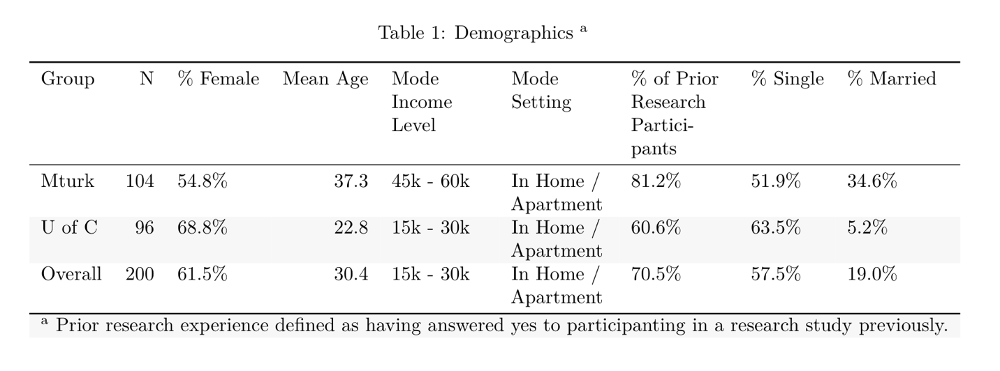 Table 1: Demographics a
Group N % Female Mean Age Mode Income Level Mode Setting % of Prior Research Partici-pants % Single % Married
Mturk 104 54.8% 37.3 45k - 60k In Home / Apartment 81.2% 51.9% 34.6%
U of C 96 68.8% 22.8 15k - 30k In Home / Apartment 60.6% 63.5% 5.2%
Overall 200 61.5% 30.4 15k - 30k In Home / Apartment 70.5% 57.5% 19.0%
a Prior research experience defined as having answered yes to participanting in a research study previously.